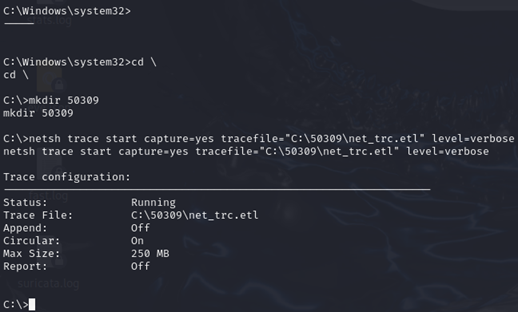 C:\Windows\system32>
C:\Windows\system32>cd \
cd \
C:\>mkdir 50309
mkdir 50309
C:\>netsh trace start capture=yes tracefile="C:\50309\net_trc.etl" level=verbose
netsh trace start capture=yes tracefile="C:\50309\net_trc.etl" level=verbose
Trace configuration:
Status: Running
Trace File: C:\50309\net_trc.etl
Append: Off
Circular: On
Max Size: 250 MB
Report: Off
suricata.log
C:\>